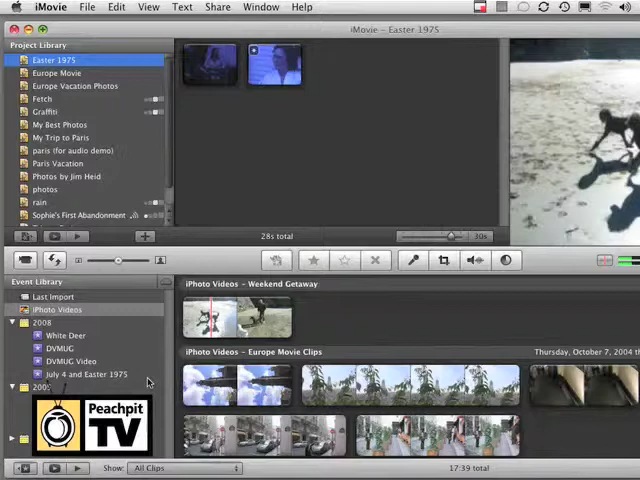 iMovie File Edit View Text Share Window Help
iMovie – Easter 1975
Project Library
Easter 1975
Europe Movie
Europe Vacation Photos
Fetch
Graffiti
My Best Photos
My Trip to Paris
paris (for audio demo)
Paris Vacation
Photos by Jim Heid
photos
rain
Sophie's First Abandonment
28s total
30s
Event Library
Last Import
iPhoto Videos
2008
White Deer
DVMUG
DVMUG Video
July 4 and Easter 1975
iPhoto Videos – Weekend Getaway
iPhoto Videos – Europe Movie Clips
Thursday, October 7, 2004
Peachpit
TV
Show: All Clips
17:39 total